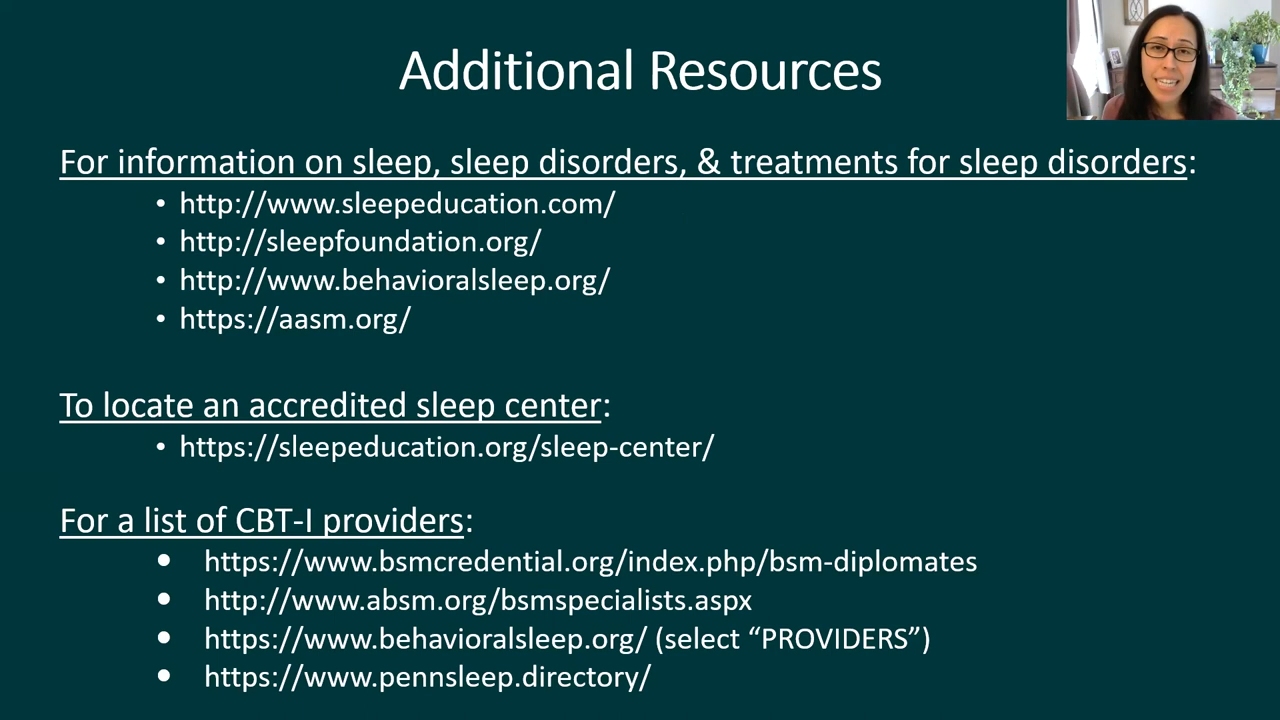 Additional Resources
For information on sleep, sleep disorders, & treatments for sleep disorders:
• http://www.sleepeducation.com/
• http://sleepfoundation.org/
• http://www.behavioralsleep.org/
• https://aasm.org/
To locate an accredited sleep center:
• https://sleepeducation.org/sleep-center/
For a list of CBT-I providers:
• https://www.bsmcredential.org/index.php/bsm-diplomates
• http://www.absm.org/bsmspecialists.aspx
• https://www.behavioralsleep.org/ (select “PROVIDERS”)
• https://www.pennsleep.directory/